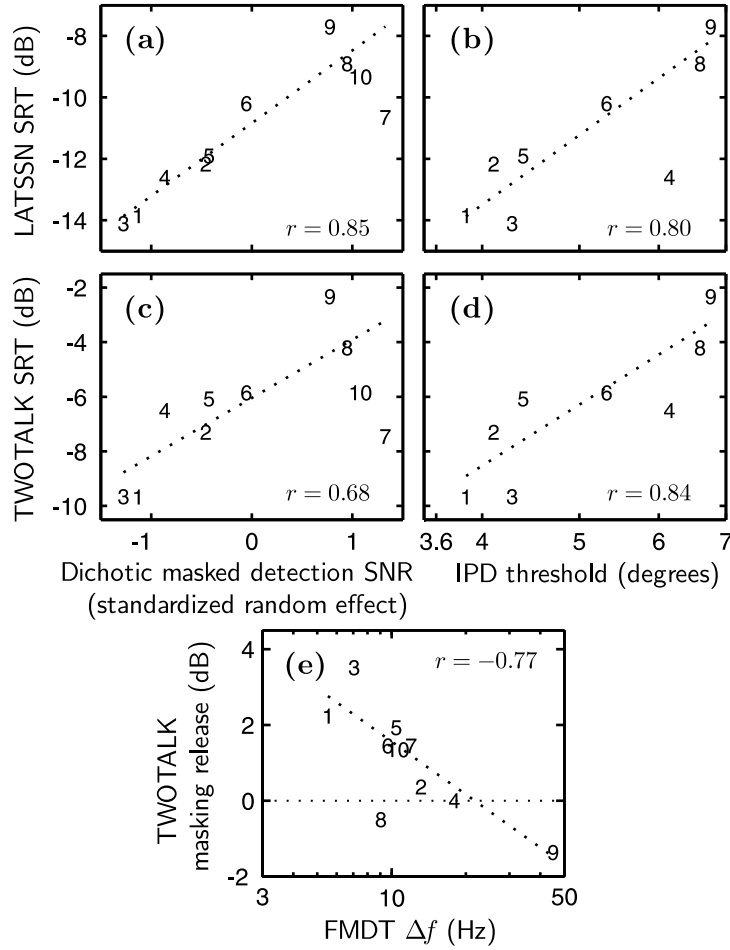 (a)
(b)
LATSSN SRT (dB)
-8
-10
-12
-14
9
8
10
7
6
5
2
4
3 1
r = 0.85
9
8
6
5
2
4
1
3
r = 0.80
(c)
(d)
TWOTALK SRT (dB)
-2
-4
-6
-8
-10
9
8
10
7
6
5
4
2
3 1
r = 0.68
9
8
6
5
4
2
1
3
r = 0.84
-1 0 1
3.6 4 5 6 7
Dichotic masked detection SNR
(standardized random effect)
IPD threshold (degrees)
(e)
r = −0.77
TWOTALK
masking release (dB)
4
2
0
-2
3
1
5
6 7
10
2
4
8
9
3 10 50
FMDT Δf (Hz)